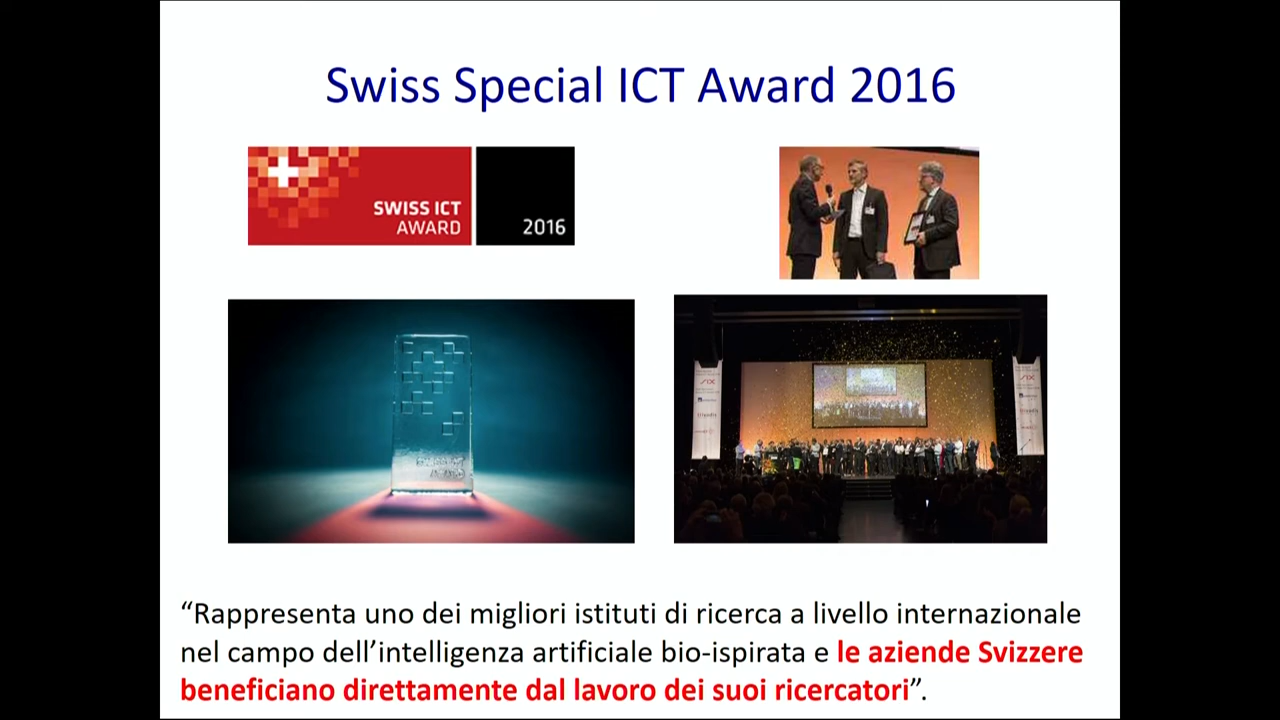 Swiss Special ICT Award 2016
SWISS ICT
AWARD
2016
“Rappresenta uno dei migliori istituti di ricerca a livello internazionale
nel campo dell’intelligenza artificiale bio-ispirata e le aziende Svizzere
beneficiano direttamente dal lavoro dei suoi ricercatori”.